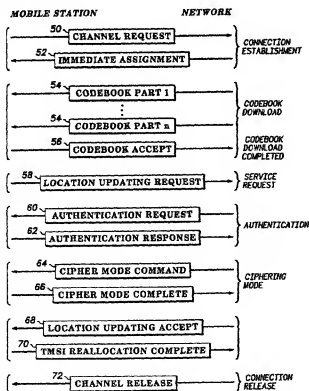 MOBILE STATION NETWORK
50 CHANNEL REQUEST
52 IMMEDIATE ASSIGNMENT
CONNECTION
ESTABLISHMENT
54 CODEBOOK PART 1
54 CODEBOOK PART n
CODEBOOK
DOWNLOAD
56 CODEBOOK ACCEPT
CODEBOOK
DOWNLOAD
COMPLETED
58 LOCATION UPDATING REQUEST
SERVICE
REQUEST
60 AUTHENTICATION REQUEST
62 AUTHENTICATION RESPONSE
AUTHENTICATION
64 CIPHER MODE COMMAND
66 CIPHER MODE COMPLETE
CIPHERING
MODE
68 LOCATION UPDATING ACCEPT
70 TMSI REALLOCATION COMPLETE
72 CHANNEL RELEASE
CONNECTION
RELEASE